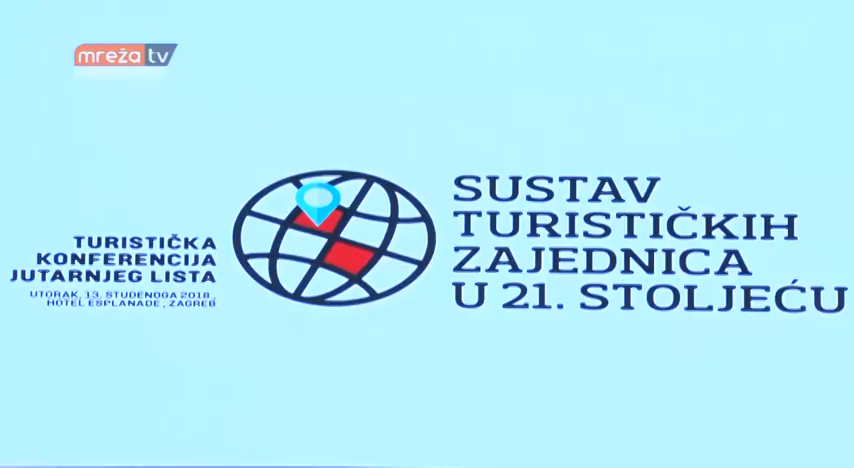 mreža tv
TURISTIČKA
KONFERENCIJA
JUTARNJEG LISTA
UTORAK, 13. STUDENOGA 2018.,
HOTEL ESPLANADE, ZAGREB
SUSTAV
TURISTIČKIH
ZAJEDNICA
U 21. STOLJEĆU